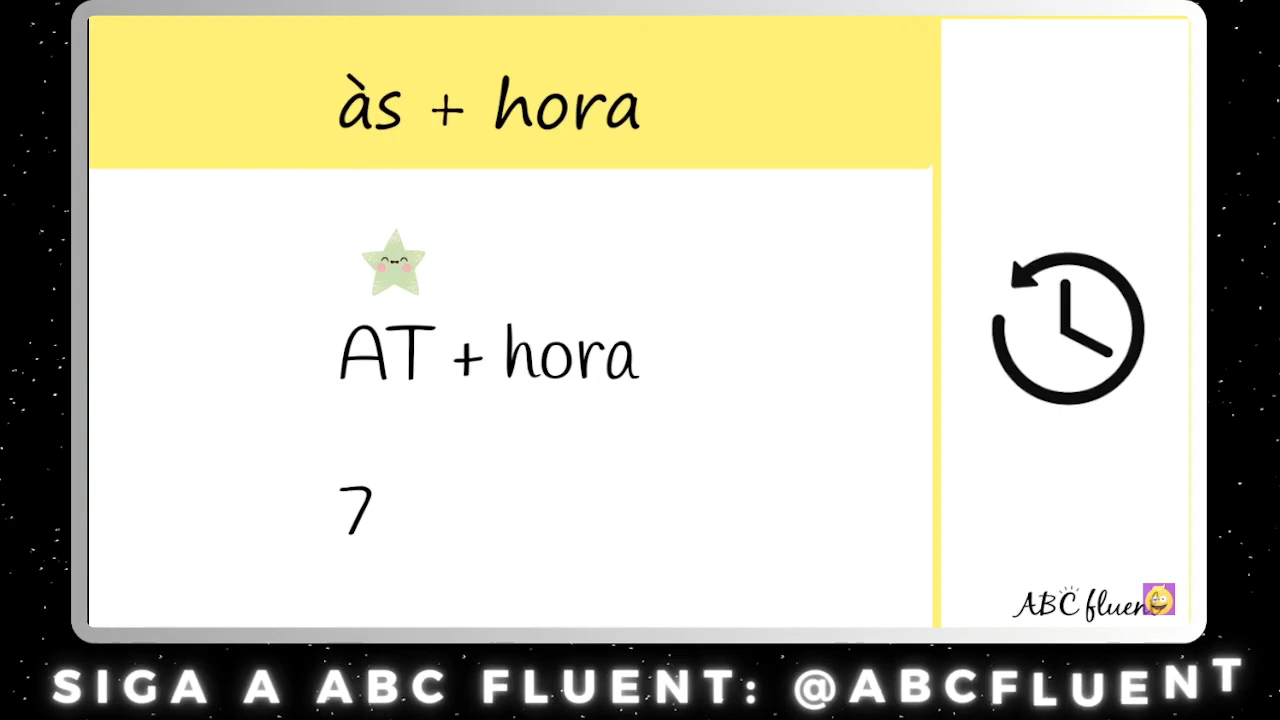 às + hora
AT + hora
7
ABC fluent
SIGA A ABC FLUENT: @ABCFLUENT